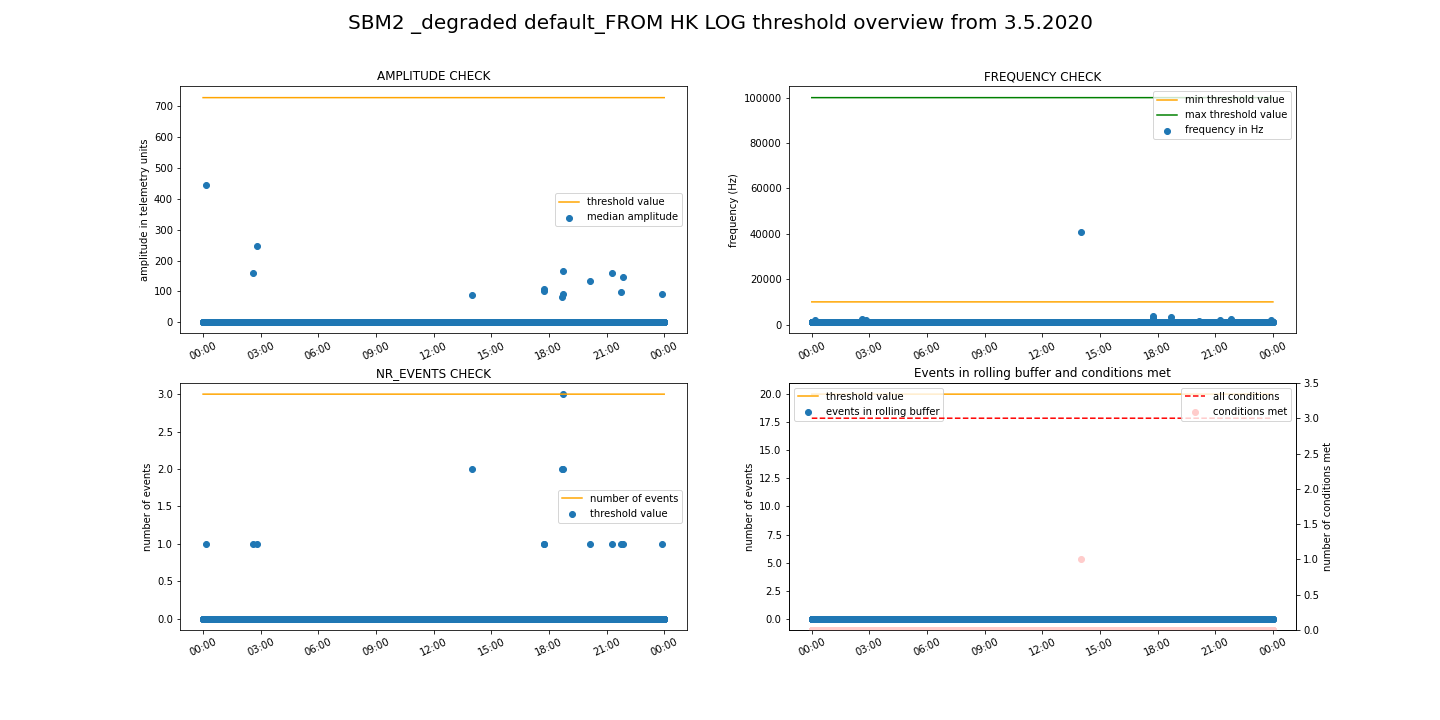 SBM2 _degraded default_FROM HK LOG threshold overview from 3.5.2020
AMPLITUDE CHECK
amplitude in telemetry units
700
600
500
400
300
200
100
0
threshold value
median amplitude
00:00 03:00 06:00 09:00 12:00 15:00 18:00 21:00 00:00
FREQUENCY CHECK
frequency (Hz)
100000
80000
60000
40000
20000
0
min threshold value
max threshold value
frequency in Hz
00:00 03:00 06:00 09:00 12:00 15:00 18:00 21:00 00:00
NR_EVENTS CHECK
number of events
3.0
2.5
2.0
1.5
1.0
0.5
0.0
number of events
threshold value
00:00 03:00 06:00 09:00 12:00 15:00 18:00 21:00 00:00
Events in rolling buffer and conditions met
number of events
20.0
17.5
15.0
12.5
10.0
7.5
5.0
2.5
0.0
threshold value
events in rolling buffer
all conditions
conditions met
3.5
3.0
2.5
2.0
1.5
1.0
0.5
0.0
number of conditions met
00:00 03:00 06:00 09:00 12:00 15:00 18:00 21:00 00:00